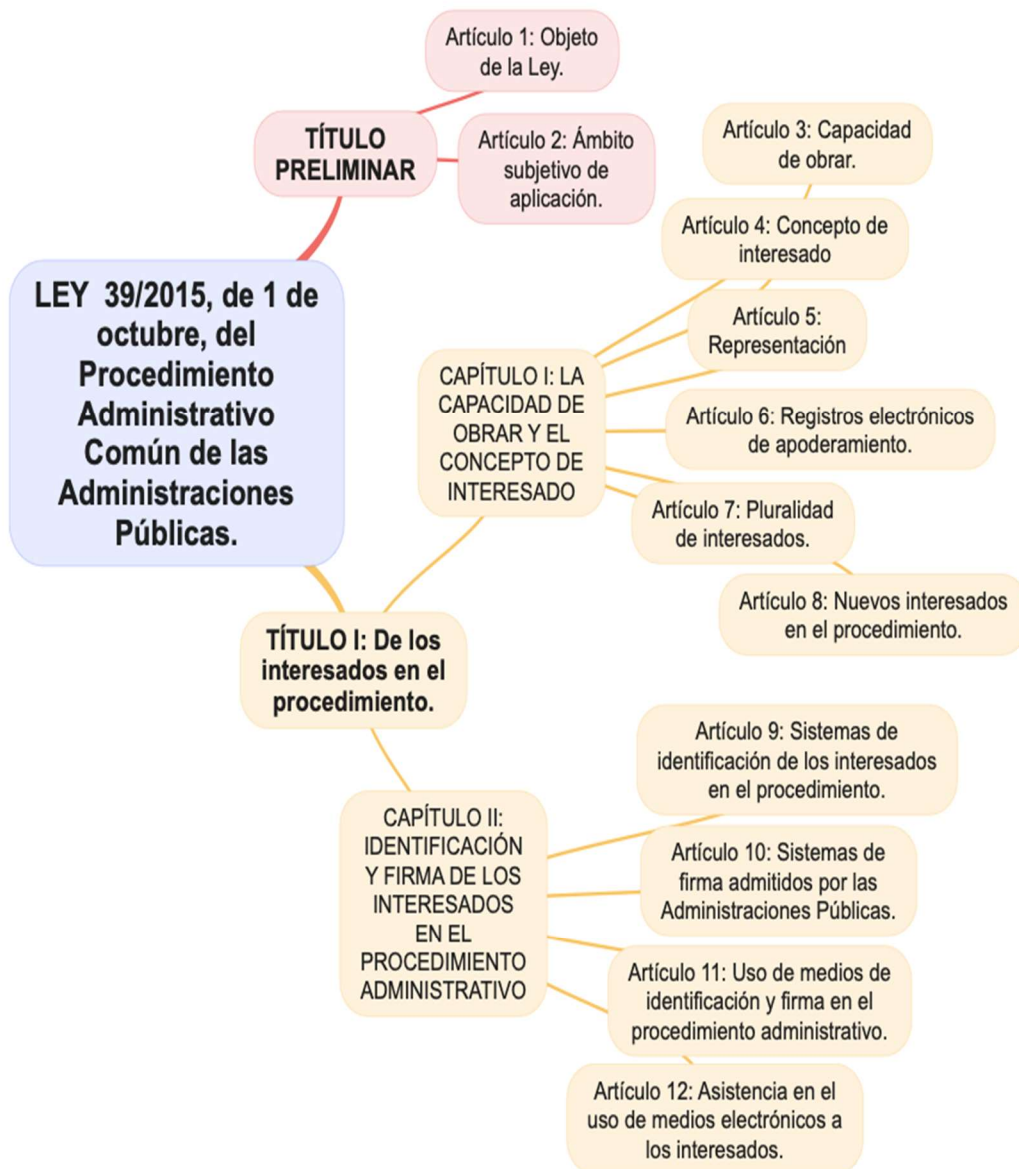 LEY 39/2015, de 1 de
octubre, del
Procedimiento
Administrativo
Común de las
Administraciones
Públicas.
TÍTULO
PRELIMINAR
Artículo 1: Objeto
de la Ley.
Artículo 2: Ámbito
subjetivo de
aplicación.
TÍTULO I: De los
interesados en el
procedimiento.
CAPÍTULO I: LA
CAPACIDAD DE
OBRAR Y EL
CONCEPTO DE
INTERESADO
Artículo 3: Capacidad
de obrar.
Artículo 4: Concepto de
interesado
Artículo 5:
Representación
Artículo 6: Registros electrónicos
de apoderamiento.
Artículo 7: Pluralidad
de interesados.
Artículo 8: Nuevos interesados
en el procedimiento.
CAPÍTULO II:
IDENTIFICACIÓN
Y FIRMA DE LOS
INTERESADOS
EN EL
PROCEDIMIENTO
ADMINISTRATIVO
Artículo 9: Sistemas de
identificación de los interesados
en el procedimiento.
Artículo 10: Sistemas de
firma admitidos por las
Administraciones Públicas.
Artículo 11: Uso de medios de
identificación y firma en el
procedimiento administrativo.
Artículo 12: Asistencia en el
uso de medios electrónicos a
los interesados.